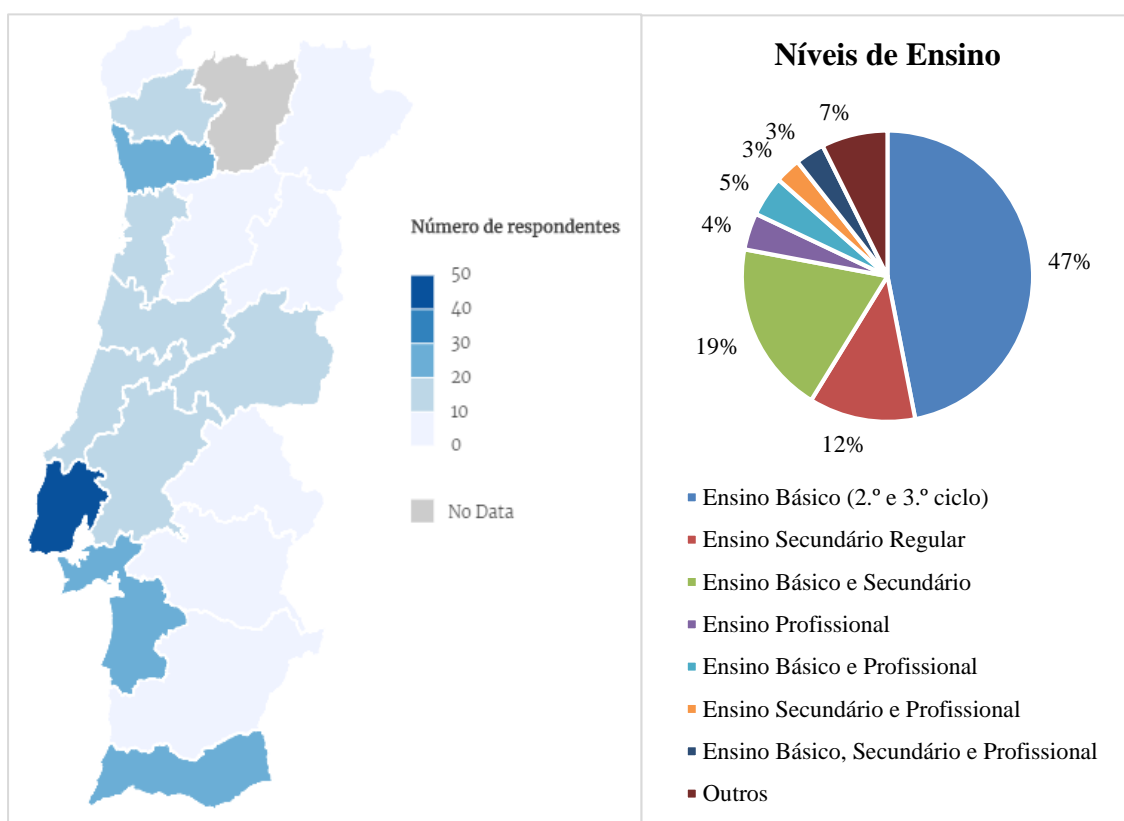 Número de respondentes
50
40
30
20
10
0
No Data
Níveis de Ensino
7%
3%
3%
5%
4%
47%
19%
12%
Ensino Básico (2.º e 3.º ciclo)
Ensino Secundário Regular
Ensino Básico e Secundário
Ensino Profissional
Ensino Básico e Profissional
Ensino Secundário e Profissional
Ensino Básico, Secundário e Profissional
Outros